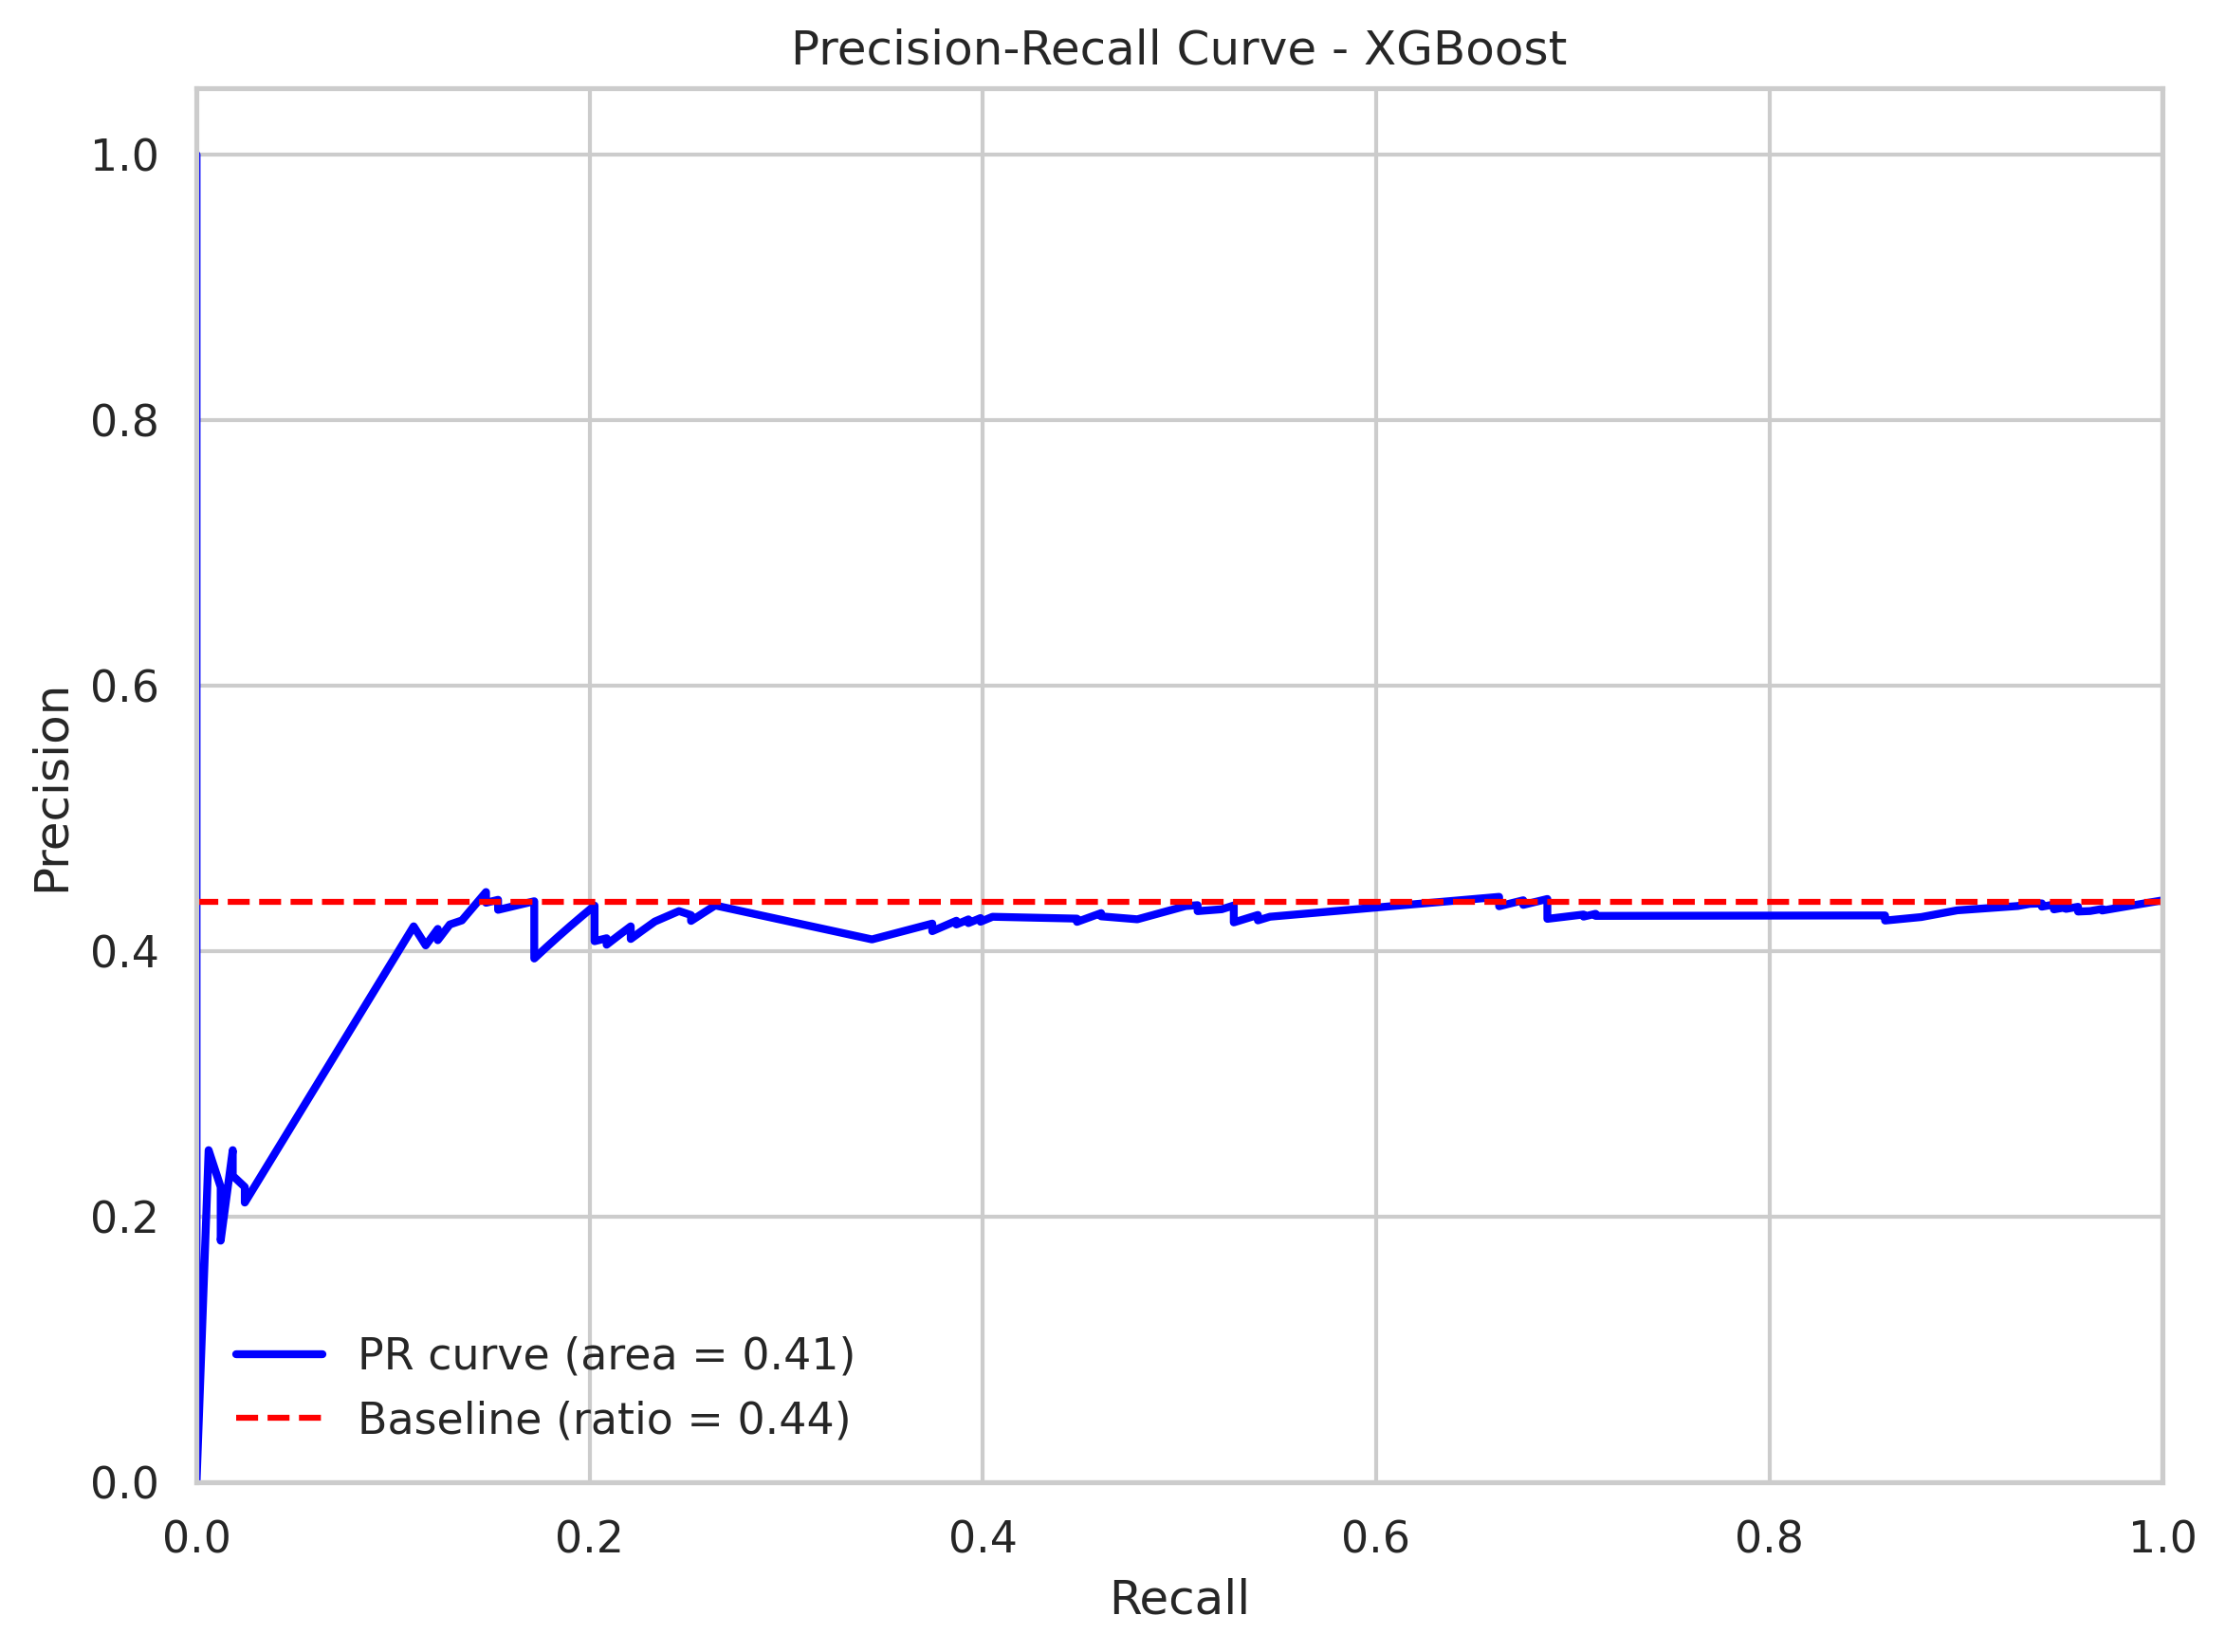 Precision-Recall Curve - XGBoost
1.0
0.8
0.6
0.4
0.2
0.0
Precision
PR curve (area = 0.41)
Baseline (ratio = 0.44)
0.0 0.2 0.4 0.6 0.8 1.0
Recall